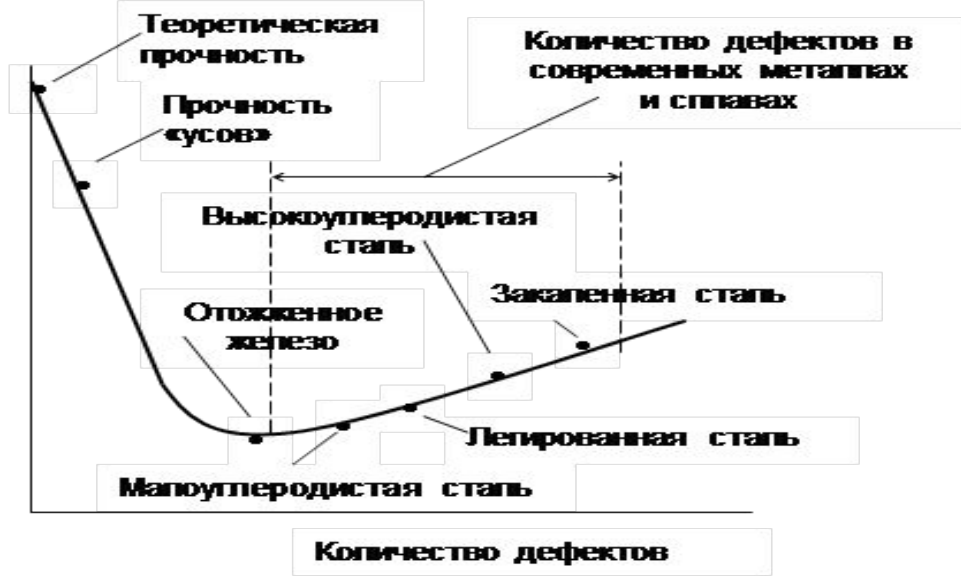 Теоретическая
прочность
Количество дефектов в
современных металлах
и сплавах
Прочность
«усов»
Высокоуглеродистая
сталь
Закаленная сталь
Отожженное
железо
Легированная сталь
Малоуглеродистая сталь
Количество дефектов